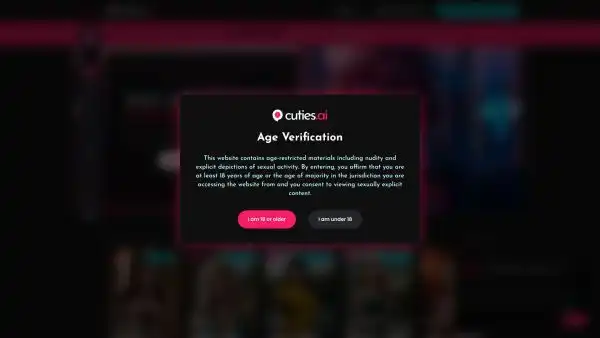 cuties.ai
Age Verification
This website contains age-restricted materials including nudity and
explicit depictions of sexual activity. By entering, you affirm that you are
at least 18 years of age or the age of majority in the jurisdiction you are
accessing the website from and you consent to viewing sexually explicit
content.
I am 18 or older
I am under 18